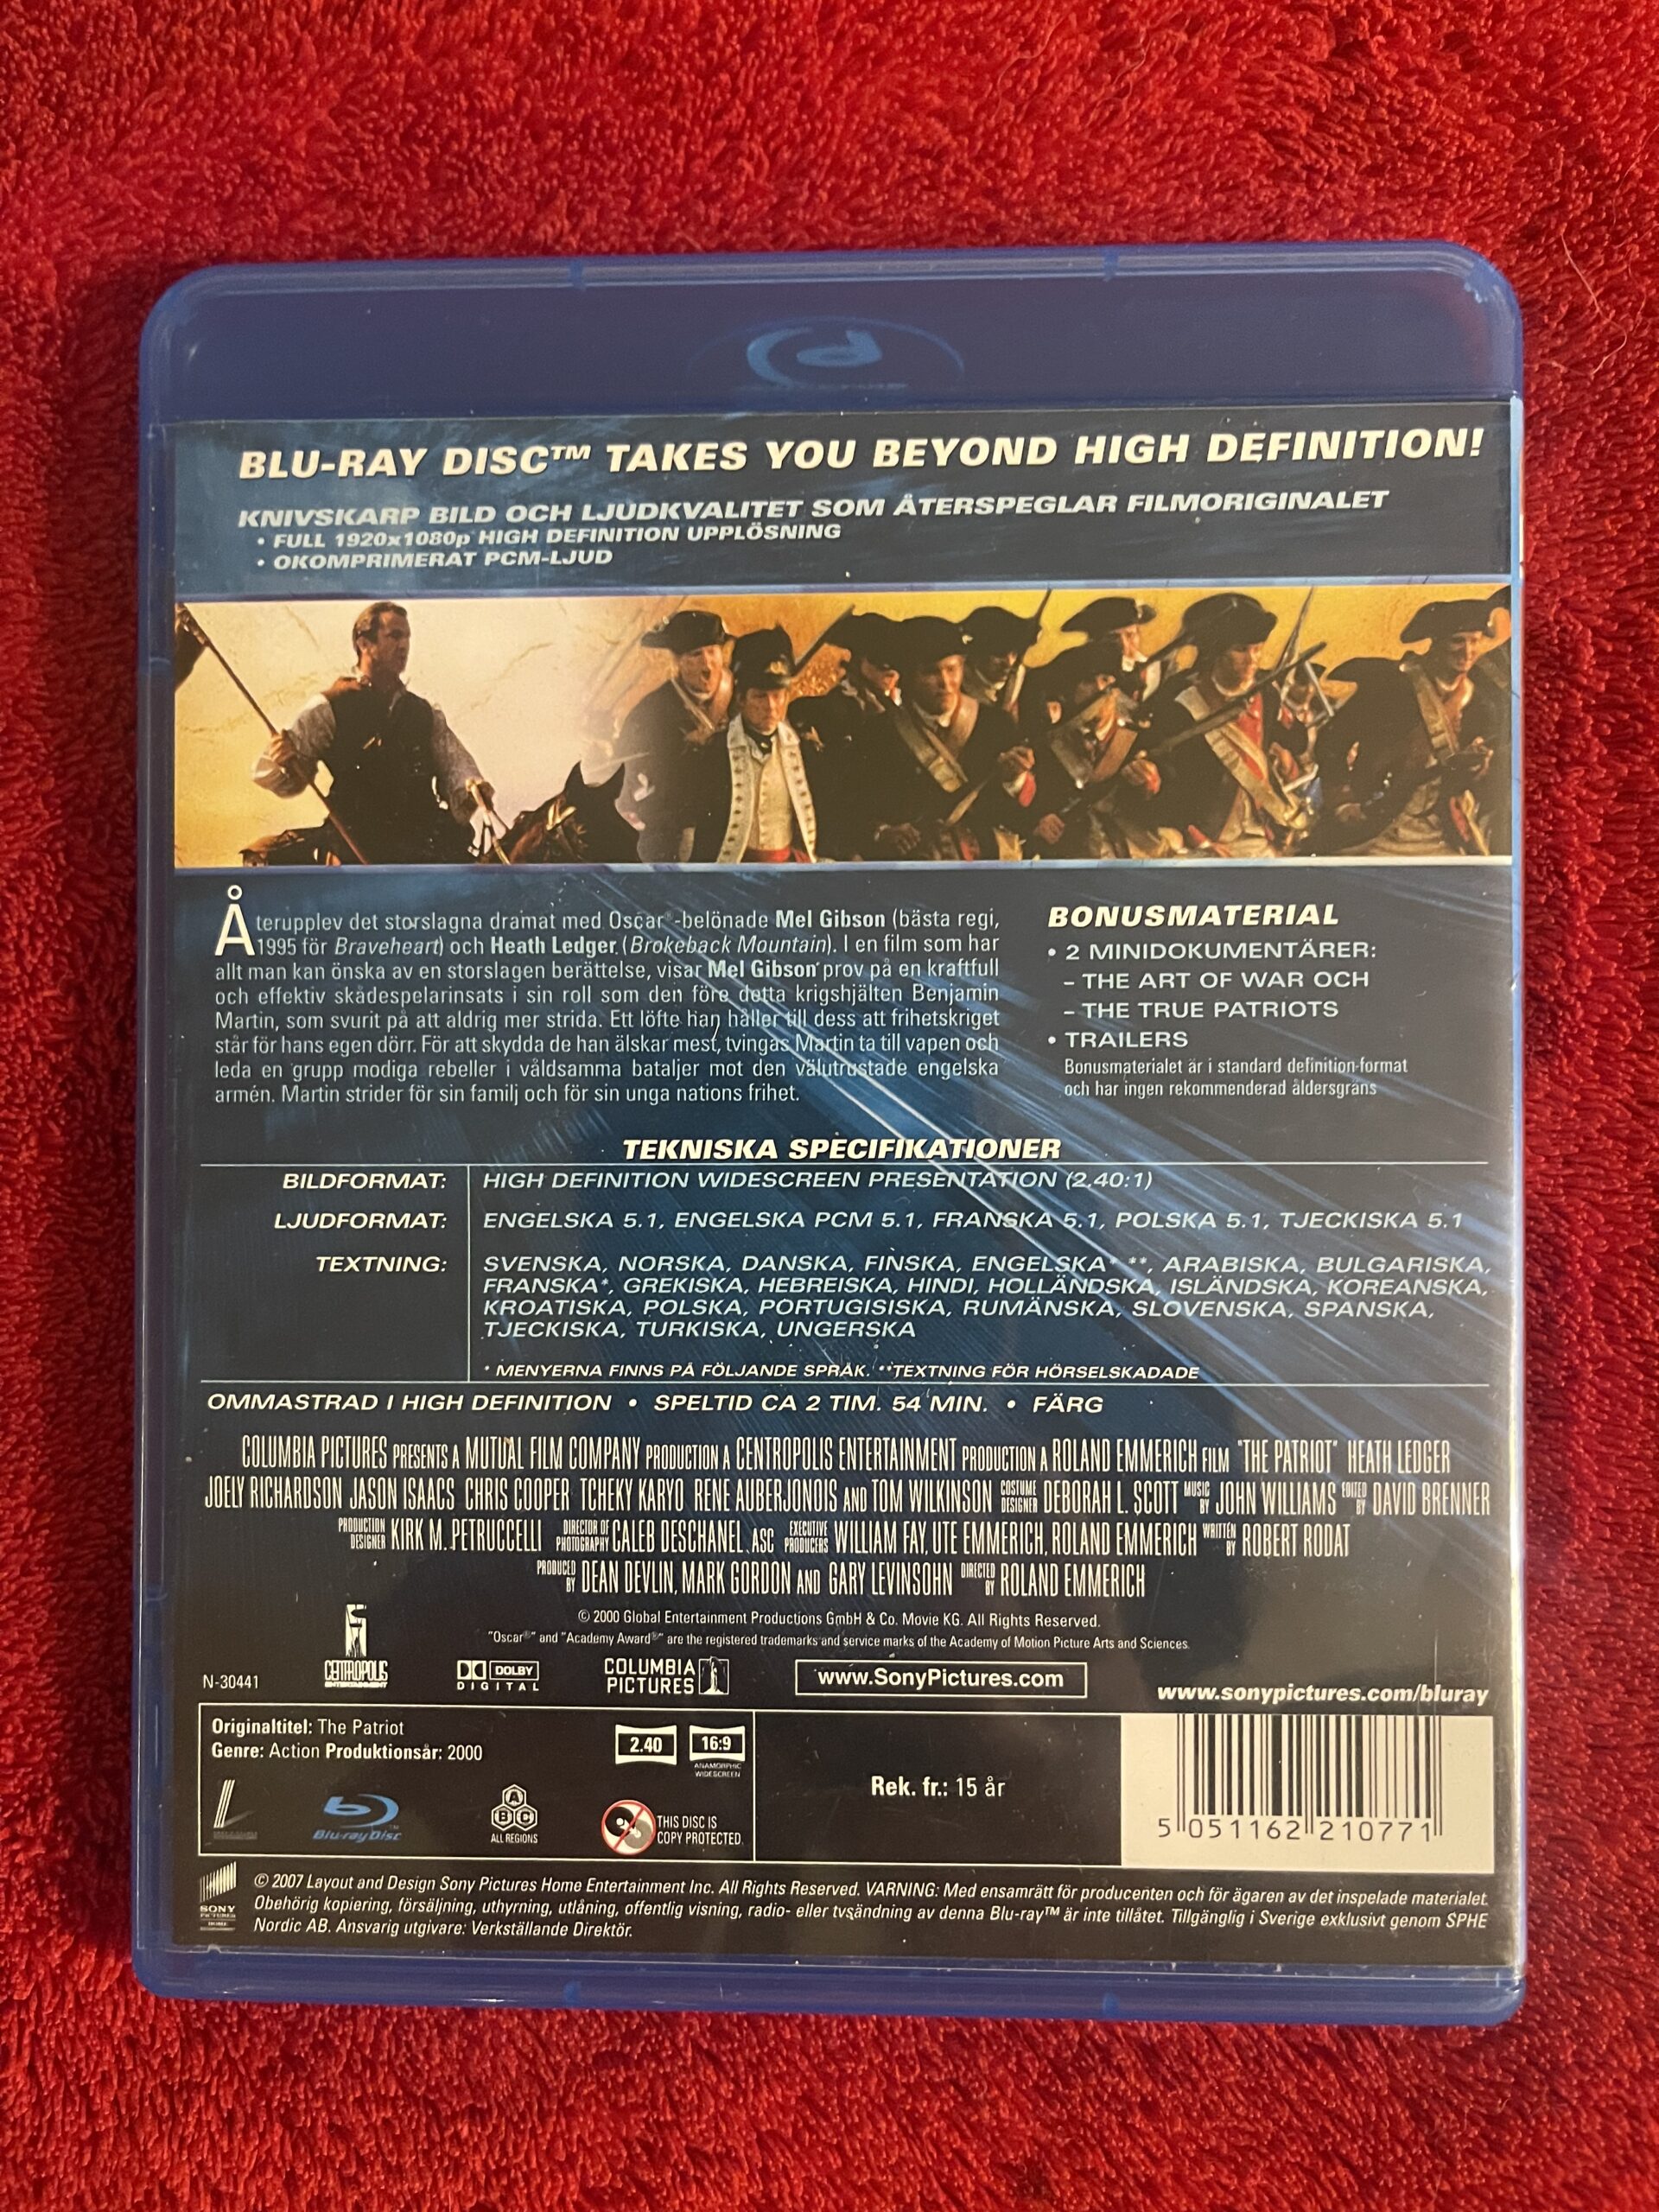 BLU-RAY DISC™ TAKES YOU BEYOND HIGH DEFINITION!
KNIVSKARP BILD OCH LJUDKVALITET SOM ÅTERSPEGLAR FILMORIGINALET
• FULL 1920x1080p HIGH DEFINITION UPPLÖSNING
• OKOMPRIMERAT PCM-LJUD
Återupplev det storslagna dramat med Oscar®-belönade Mel Gibson (bästa regi,
1995 för Braveheart) och Heath Ledger (Brokeback Mountain). I en film som har
allt man kan önska av en storslagen berättelse, visar Mel Gibson prov på en kraftfull
och effektiv skådespelarinsats i sin roll som den före detta krigshjälten Benjamin
Martin, som svurit på att aldrig mer strida. Ett löfte han håller till dess att frihetskriget
står för hans egen dörr. För att skydda de han älskar mest, tvingas Martin ta till vapen och
leda en grupp modiga rebeller i våldsamma bataljer mot den välutrustade engelska
armén. Martin strider för sin familj och för sin unga nations frihet.
BONUSMATERIAL
• 2 MINIDOKUMENTÄRER:
– THE ART OF WAR OCH
– THE TRUE PATRIOTS
• TRAILERS
Bonusmaterialet är i standard definition-format
och har ingen rekommenderad åldersgräns
TEKNISKA SPECIFIKATIONER
BILDFORMAT: HIGH DEFINITION WIDESCREEN PRESENTATION (2.40:1)
LJUDFORMAT: ENGELSKA 5.1, ENGELSKA PCM 5.1, FRANSKA 5.1, POLSKA 5.1, TJECKISKA 5.1
TEXTNING: SVENSKA, NORSKA, DANSKA, FINSKA, ENGELSKA* **, ARABISKA, BULGARISKA,
FRANSKA*, GREKISKA, HEBREISKA, HINDI, HOLLÄNDSKA, ISLÄNDSKA, KOREANSKA,
KROATISKA, POLSKA, PORTUGISISKA, RUMÄNSKA, SLOVENSKA, SPANSKA,
TJECKISKA, TURKISKA, UNGERSKA
* MENYERNA FINNS PÅ FÖLJANDE SPRÅK. **TEXTNING FÖR HÖRSELSKADADE
OMMASTRAD I HIGH DEFINITION • SPELTID CA 2 TIM. 54 MIN. • FÄRG
COLUMBIA PICTURES PRESENTS A MUTUAL FILM COMPANY PRODUCTION A CENTROPOLIS ENTERTAINMENT PRODUCTION A ROLAND EMMERICH FILM "THE PATRIOT" HEATH LEDGER
JOELY RICHARDSON JASON ISAACS CHRIS COOPER TCHEKY KARYO RENE AUBERJONOIS AND TOM WILKINSON COSTUME DESIGNER DEBORAH L. SCOTT MUSIC BY JOHN WILLIAMS EDITED BY DAVID BRENNER
PRODUCTION DESIGNER KIRK M. PETRUCCELLI DIRECTOR OF PHOTOGRAPHY CALEB DESCHANEL, ASC EXECUTIVE PRODUCERS WILLIAM FAY, UTE EMMERICH, ROLAND EMMERICH WRITTEN BY ROBERT RODAT
PRODUCED BY DEAN DEVLIN, MARK GORDON AND GARY LEVINSOHN DIRECTED BY ROLAND EMMERICH
© 2000 Global Entertainment Productions GmbH & Co. Movie KG. All Rights Reserved.
"Oscar®" and "Academy Award®" are the registered trademarks and service marks of the Academy of Motion Picture Arts and Sciences.
N-30441
CENTROPOLIS
ENTERTAINMENT
DOLBY
DIGITAL
COLUMBIA
PICTURES
www.SonyPictures.com
www.sonypictures.com/bluray
Originaltitel: The Patriot
Genre: Action Produktionsår: 2000
2.40
16:9
ANAMORPHIC
WIDESCREEN
Blu-ray Disc
A
B C
ALL REGIONS
THIS DISC IS
COPY PROTECTED.
Rek. fr.: 15 år
5 051162 210771
SONY
PICTURES
HOME
© 2007 Layout and Design Sony Pictures Home Entertainment Inc. All Rights Reserved. VARNING: Med ensamrätt för producenten och för ägaren av det inspelade materialet.
Obehörig kopiering, försäljning, uthyrning, utlåning, offentlig visning, radio- eller tvsändning av denna Blu-ray™ är inte tillåtet. Tillgänglig i Sverige exklusivt genom SPHE
Nordic AB. Ansvarig utgivare: Verkställande Direktör.